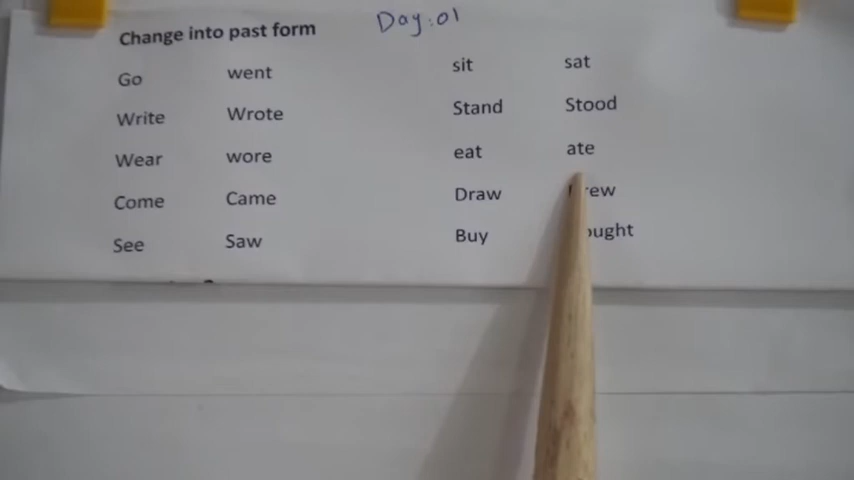 Change into past form Day:01
Go went sit sat
Write Wrote Stand Stood
Wear wore eat ate
Come Came Draw
See Saw Buy